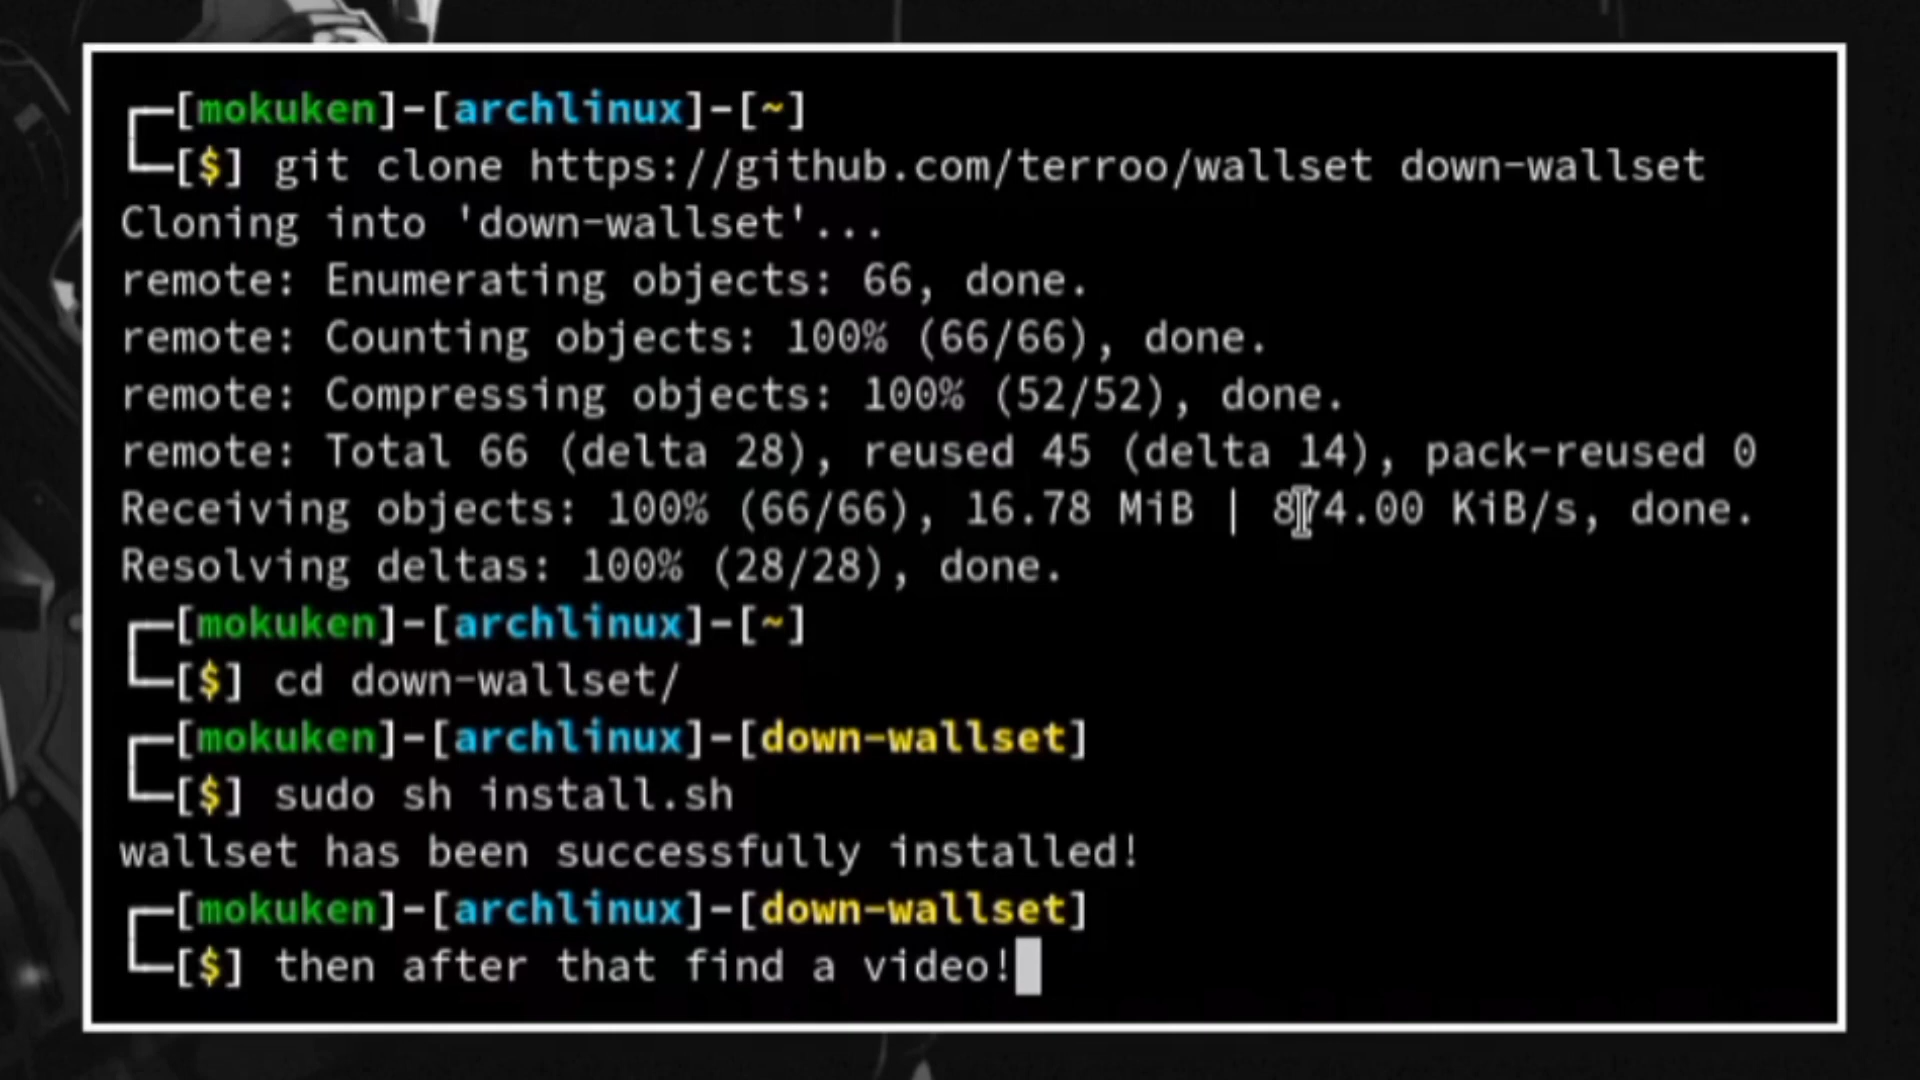 ┌─[mokuken]-[archlinux]-[~]
└─[$] git clone https://github.com/terroo/wallset down-wallset
Cloning into 'down-wallset'...
remote: Enumerating objects: 66, done.
remote: Counting objects: 100% (66/66), done.
remote: Compressing objects: 100% (52/52), done.
remote: Total 66 (delta 28), reused 45 (delta 14), pack-reused 0
Receiving objects: 100% (66/66), 16.78 MiB | 874.00 KiB/s, done.
Resolving deltas: 100% (28/28), done.
┌─[mokuken]-[archlinux]-[~]
└─[$] cd down-wallset/
┌─[mokuken]-[archlinux]-[down-wallset]
└─[$] sudo sh install.sh
wallset has been successfully installed!
┌─[mokuken]-[archlinux]-[down-wallset]
└─[$] then after that find a video!